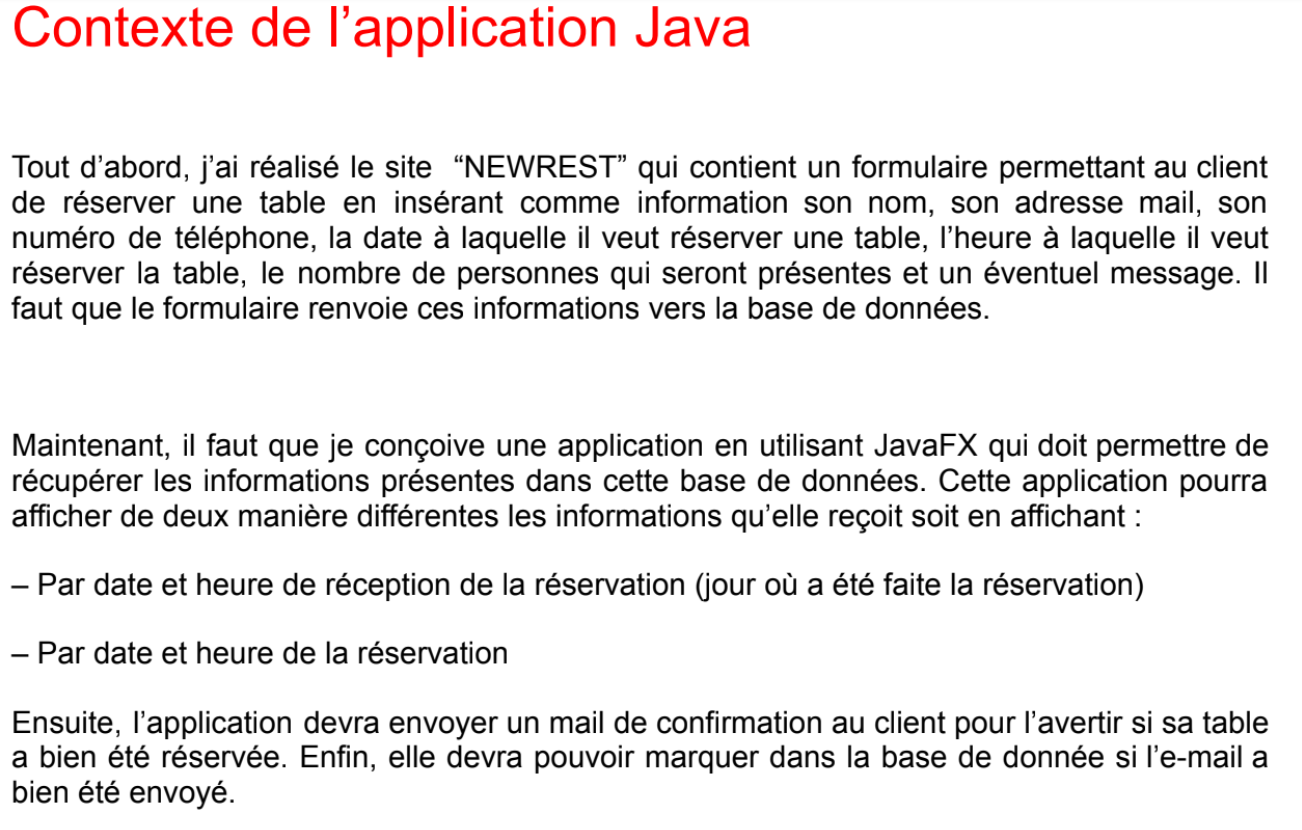 Contexte de l’application Java
Tout d’abord, j’ai réalisé le site “NEWREST” qui contient un formulaire permettant au client
de réserver une table en insérant comme information son nom, son adresse mail, son
numéro de téléphone, la date à laquelle il veut réserver une table, l’heure à laquelle il veut
réserver la table, le nombre de personnes qui seront présentes et un éventuel message. Il
faut que le formulaire renvoie ces informations vers la base de données.
Maintenant, il faut que je conçoive une application en utilisant JavaFX qui doit permettre de
récupérer les informations présentes dans cette base de données. Cette application pourra
afficher de deux manière différentes les informations qu’elle reçoit soit en affichant :
– Par date et heure de réception de la réservation (jour où a été faite la réservation)
– Par date et heure de la réservation
Ensuite, l’application devra envoyer un mail de confirmation au client pour l’avertir si sa table
a bien été réservée. Enfin, elle devra pouvoir marquer dans la base de donnée si l’e-mail a
bien été envoyé.